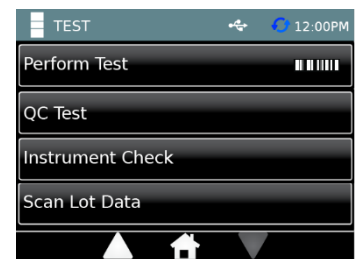 TEST 12:00PM
Perform Test
QC Test
Instrument Check
Scan Lot Data